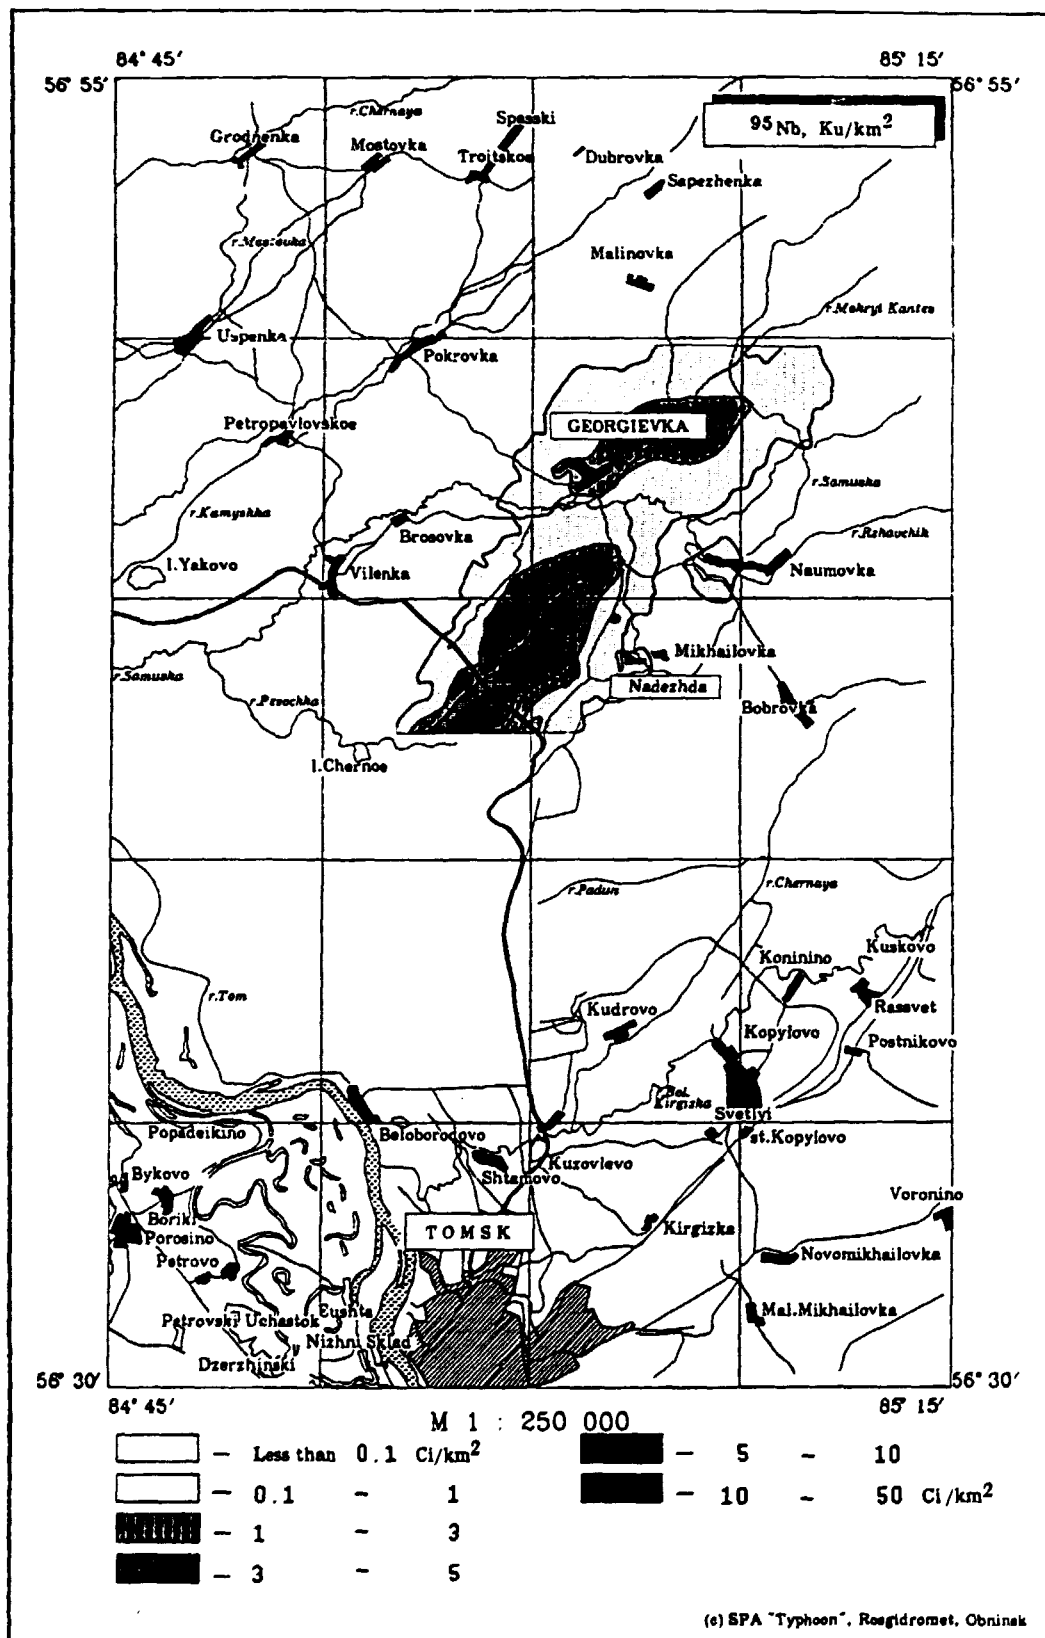 84° 45′ 85° 15′
56° 55′ 56° 55′
95Nb, Ku/km2
r.Chernaya
Spasski
Grodnenka
Mostovka
Troitskoe
Dubrovka
Sapezhenka
Malinovka
r.Mokryi Kantes
Uspenka
Pokrovka
GEORGIEVKA
Petropavlovskoe
r.Samuska
r.Kamyshka
Brosovka
r.Rzhavchik
l.Yakovo
Vilenka
Naumovka
Mikhailovka
r.Samuska
Nadezhda
r.Pesochka
Bobrovka
l.Chernoe
r.Padun
r.Chernaya
Kuskovo
Koninino
r.Tom
Kudrovo
Rassvet
Kopylovo
Postnikovo
Bol.
Kirgizka
Svetlyi
Popadeikino
Beloborodovo
st.Kopylovo
Kuzovlevo
Bykovo
Shtamovo
Voronino
Boriki
Porosino
TOMSK
Kirgizka
Petrovo
Novomikhailovka
Eushta
Petrovski Uchastok
Mal.Mikhailovka
Nizhni Sklad
Dzerzhinski
56° 30′ 56° 30′
84° 45′ 85° 15′
M 1 : 250 000
– Less than 0.1 Ci/km2
– 5 – 10
– 0.1 – 1
– 10 – 50 Ci/km2
– 1 – 3
– 3 – 5
(c) SPA "Typhoon", Rosgidromet, Obninsk